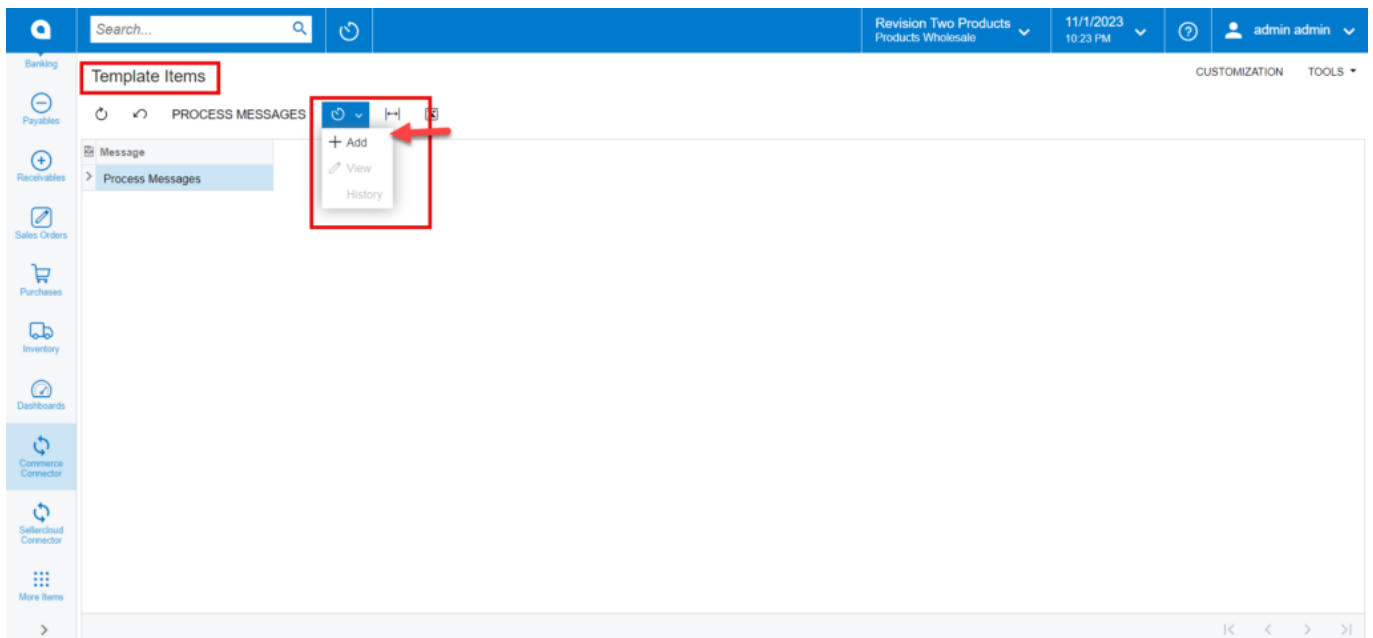 Search...
Revision Two Products
Products Wholesale
11/1/2023
10:23 PM
admin admin
Banking
Template Items
CUSTOMIZATION
TOOLS
Payables
PROCESS MESSAGES
Add
View
History
Message
Process Messages
Receivables
Sales Orders
Purchases
Inventory
Dashboards
Commerce
Connector
Sellercloud
Connector
More Items